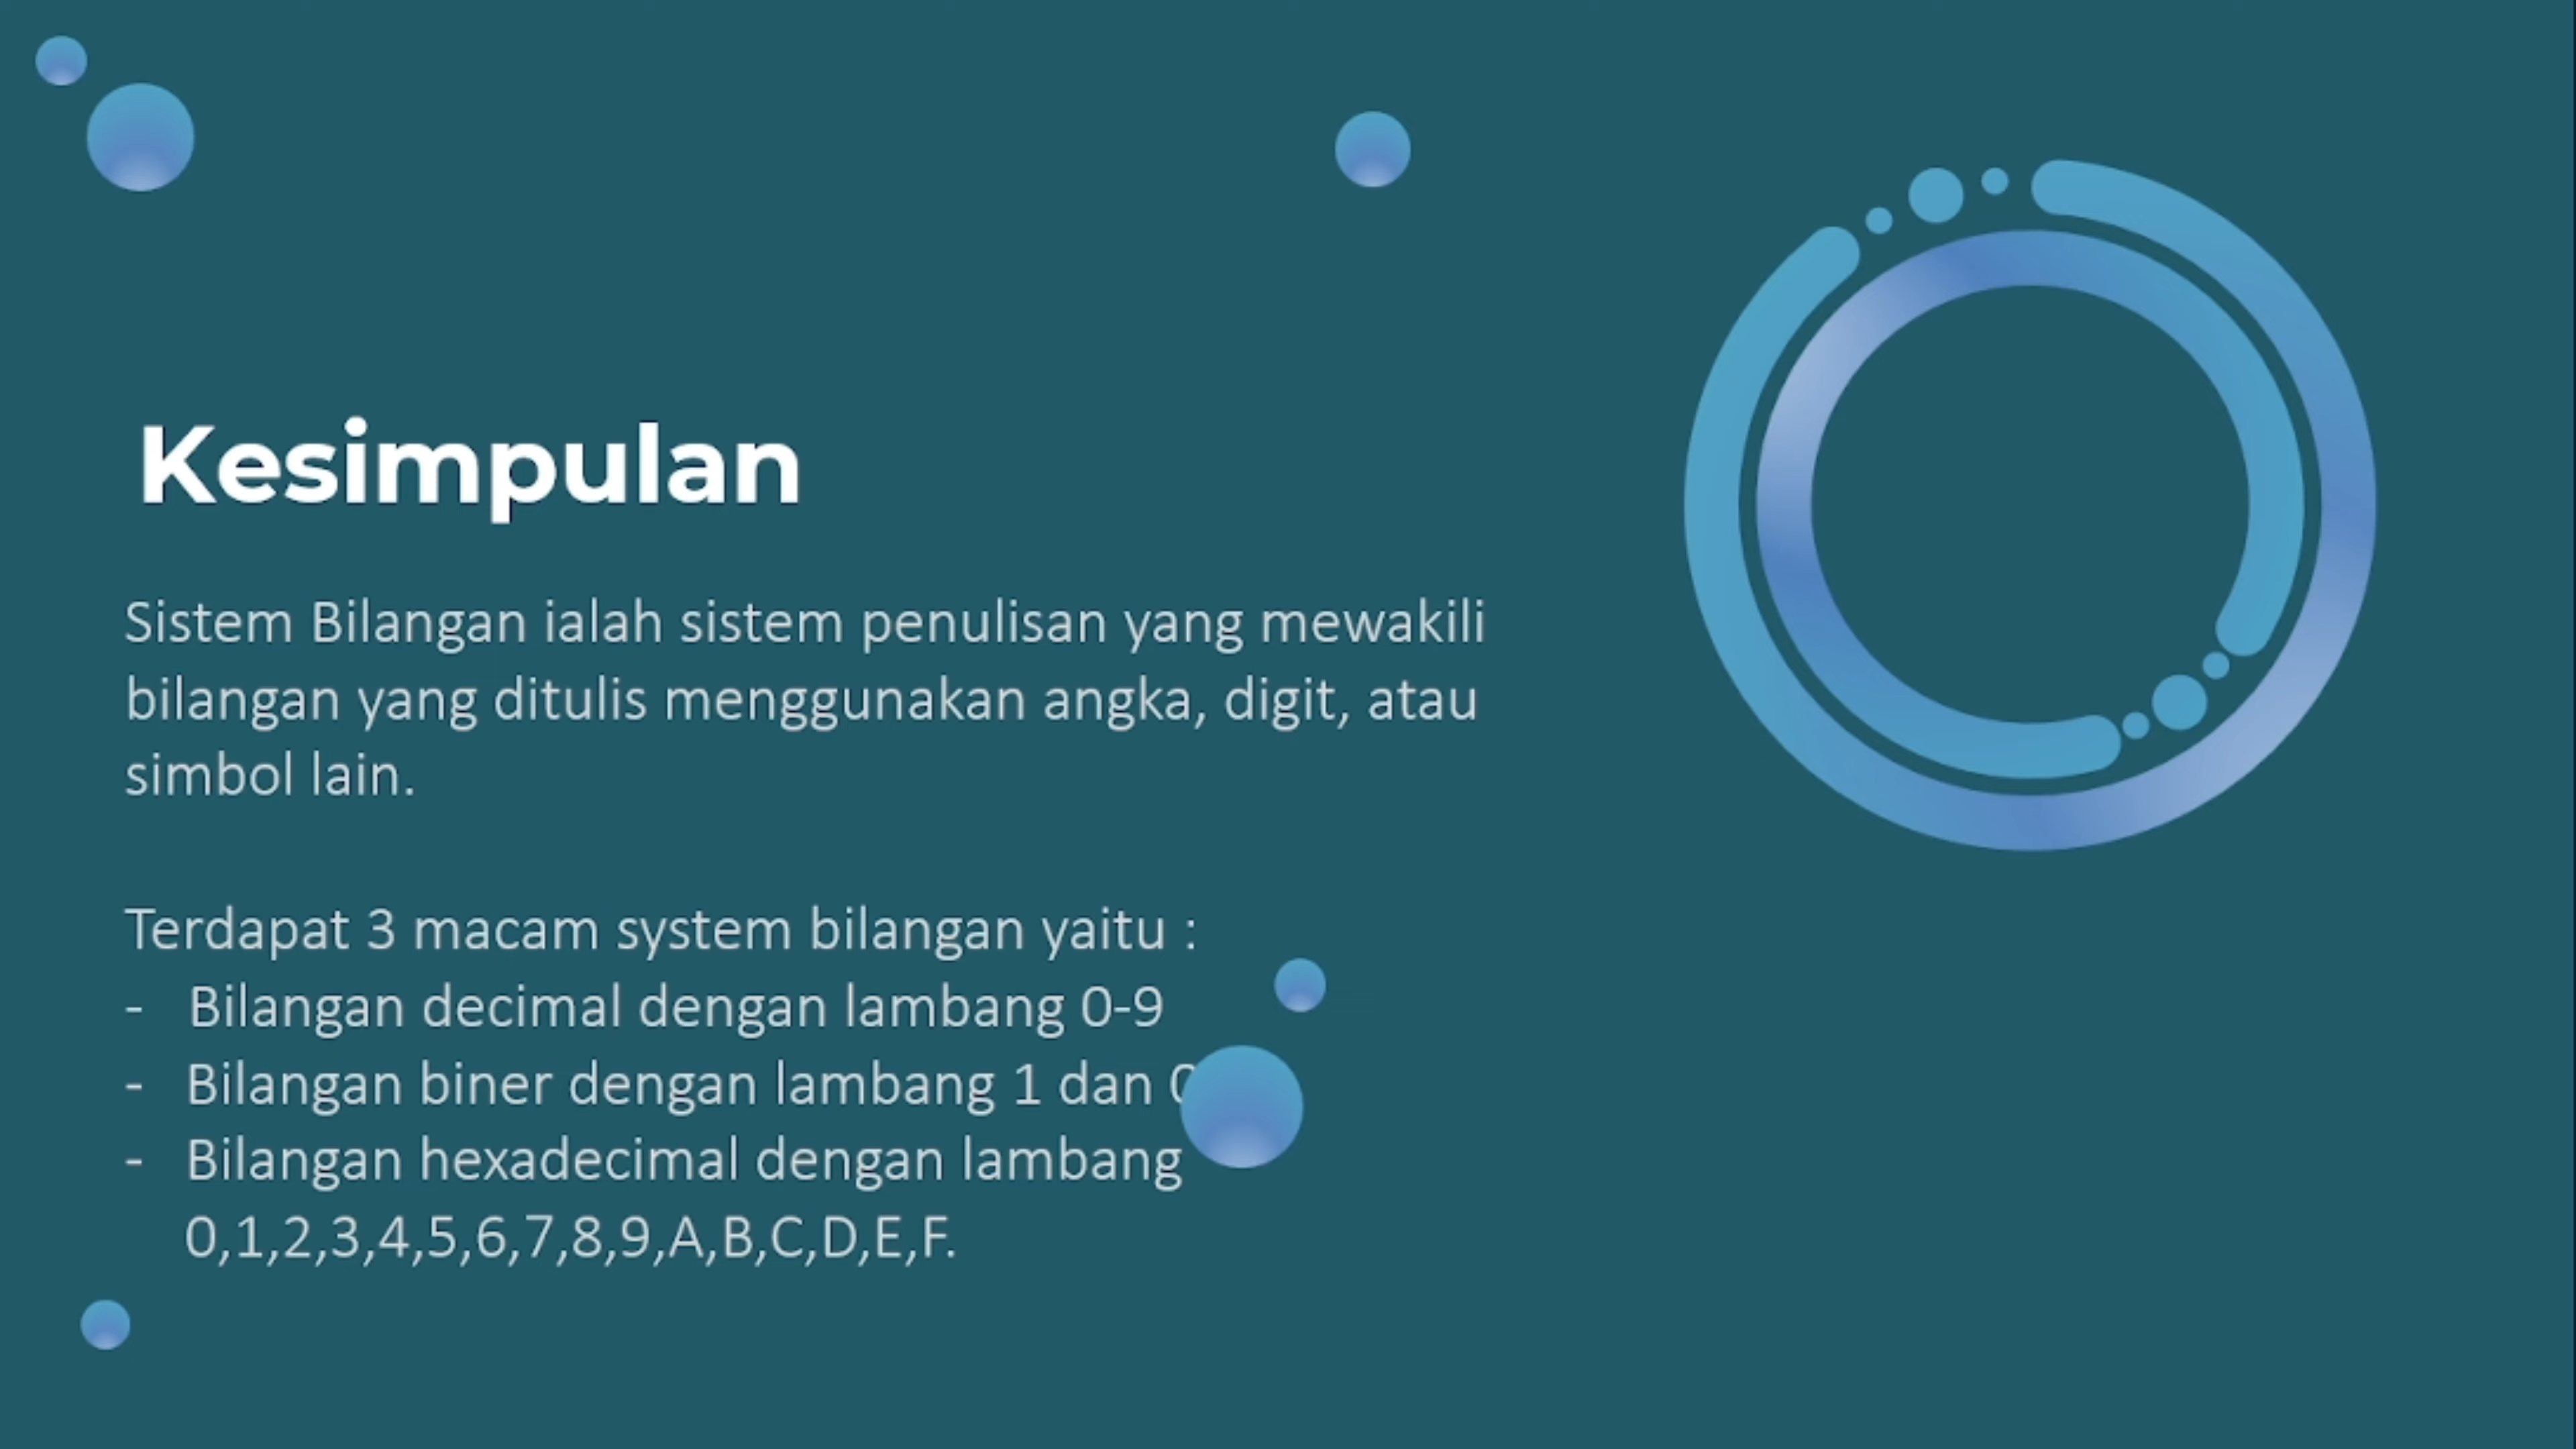 Kesimpulan
Sistem Bilangan ialah sistem penulisan yang mewakili
bilangan yang ditulis menggunakan angka, digit, atau
simbol lain.
Terdapat 3 macam system bilangan yaitu :
- Bilangan decimal dengan lambang 0-9
- Bilangan biner dengan lambang 1 dan 0
- Bilangan hexadecimal dengan lambang
0,1,2,3,4,5,6,7,8,9,A,B,C,D,E,F.